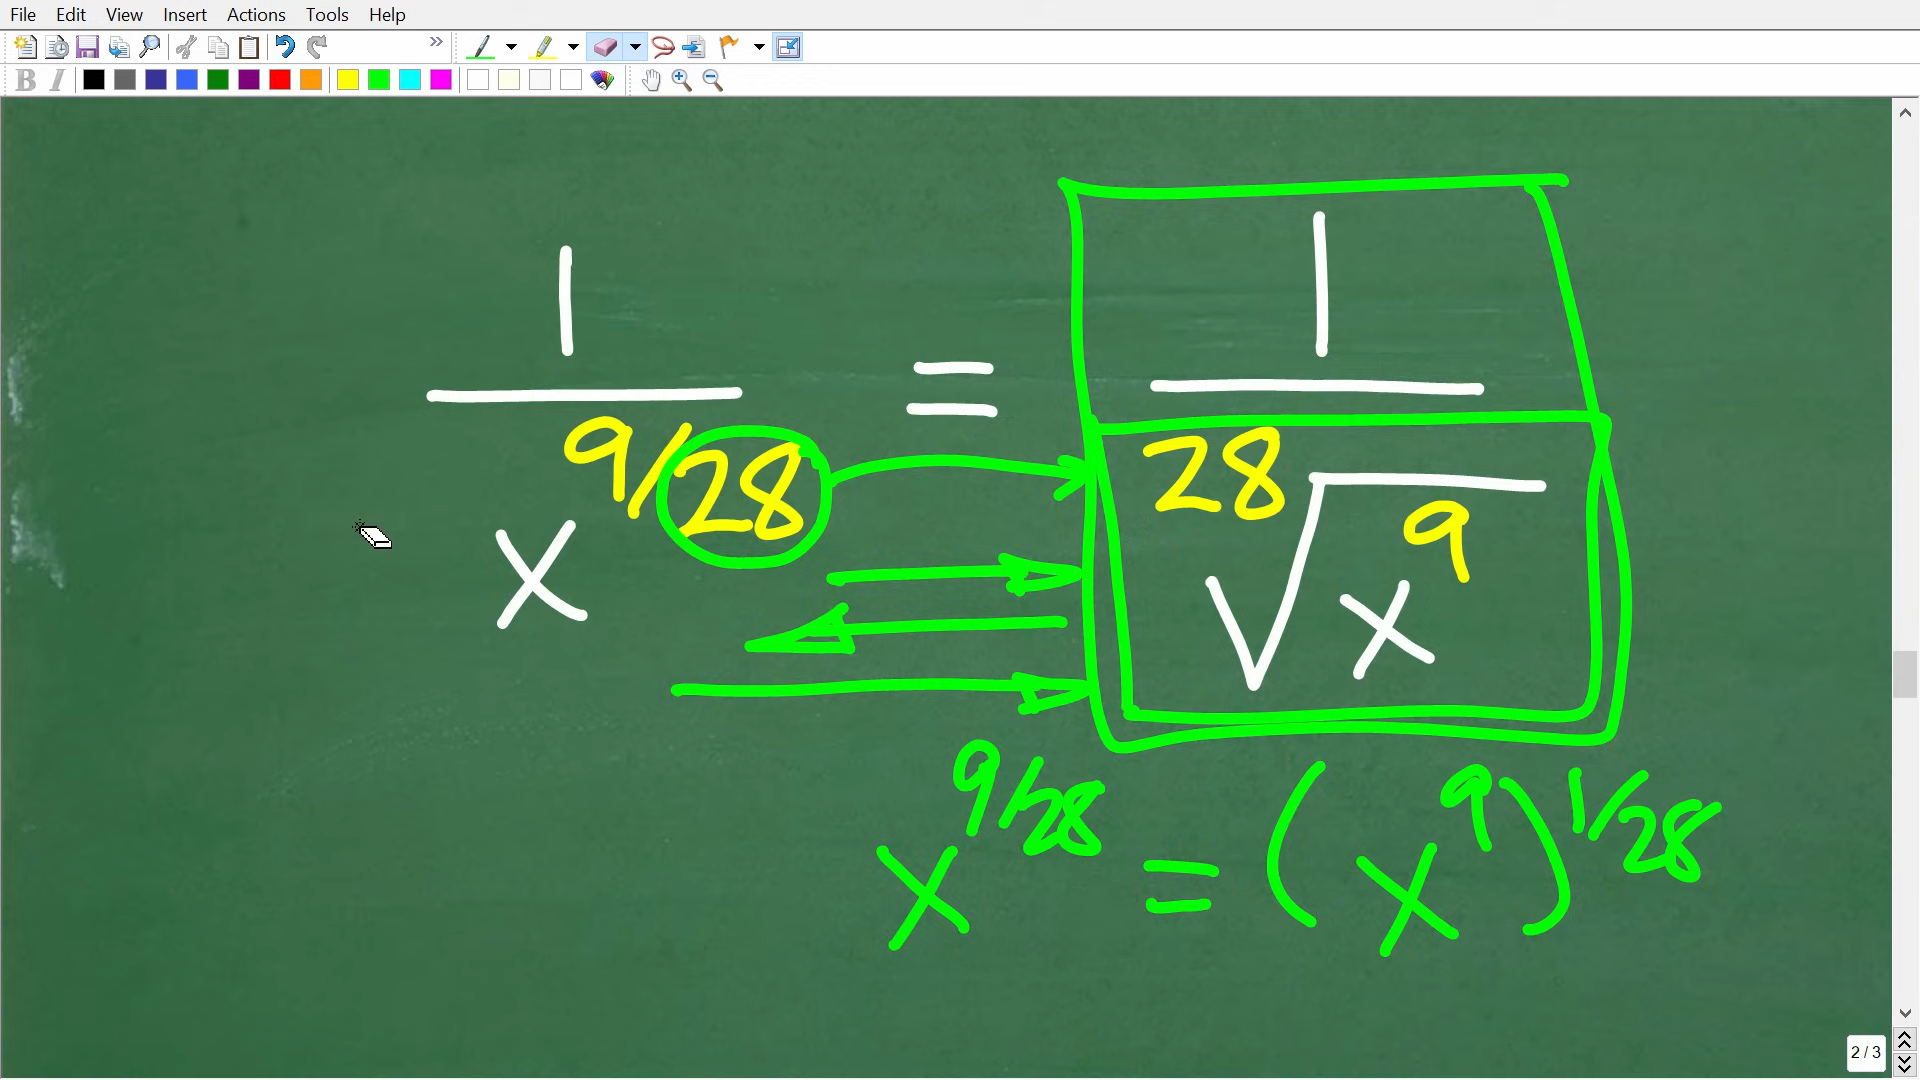 File Edit View Insert Actions Tools Help
B I
1 / x^9/28 = 1 / 28√x^9
x^9/28 = (x^9)^1/28
2 / 3